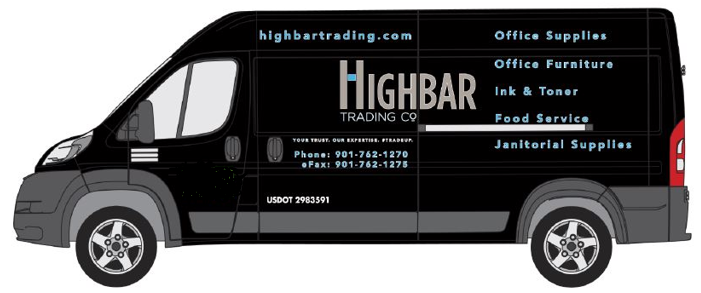 highbartrading.com
HIGHBAR
TRADING CO
YOUR TRUST. OUR EXPERTISE. #TRADEUP.
Phone: 901-762-1270
eFax: 901-762-1275
USDOT 2983591
Office Supplies
Office Furniture
Ink & Toner
Food Service
Janitorial Supplies